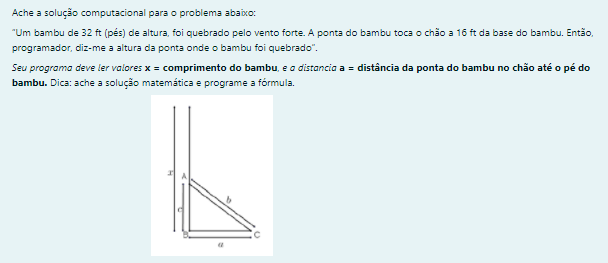 Ache a solução computacional para o problema abaixo:
"Um bambu de 32 ft (pés) de altura, foi quebrado pelo vento forte. A ponta do bambu toca o chão a 16 ft da base do bambu. Então,
programador, diz-me a altura da ponta onde o bambu foi quebrado".
Seu programa deve ler valores x = comprimento do bambu, e a distancia a = distância da ponta do bambu no chão até o pé do
bambu. Dica: ache a solução matemática e programe a fórmula.
x
A
b
c
B
C
a